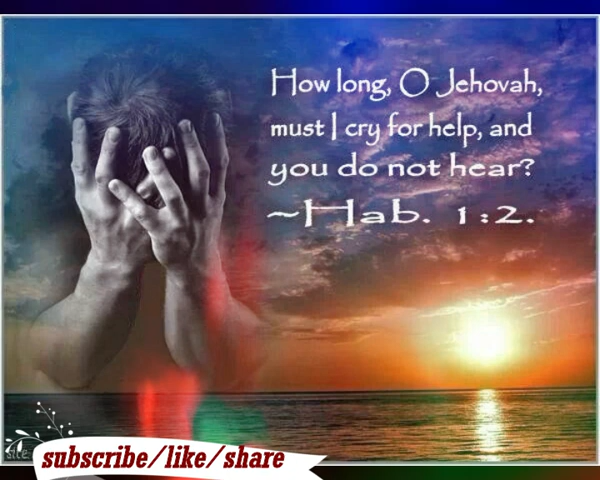 How long, O Jehovah,
must I cry for help, and
you do not hear?
~Hab. 1:2.
subscribe/like/share